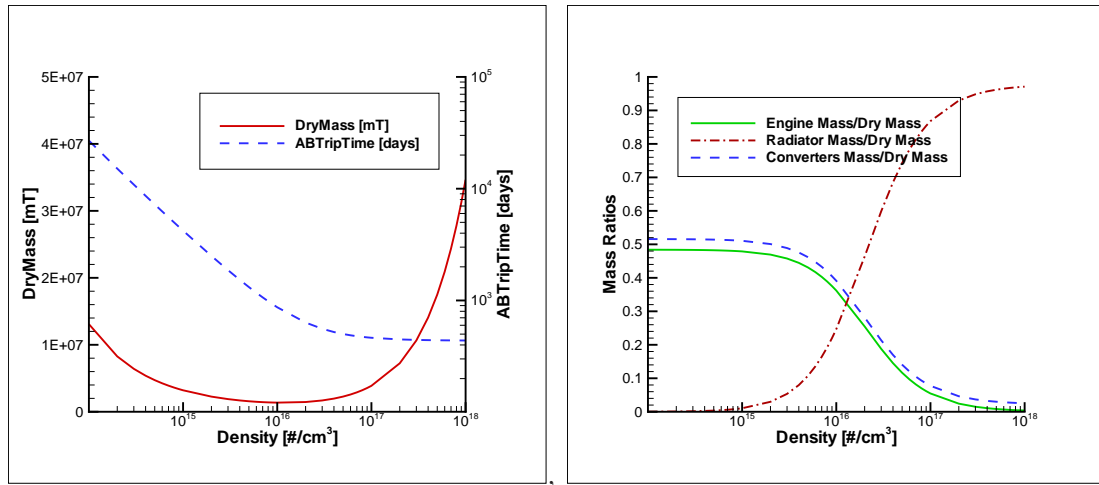 5E+07
4E+07
3E+07
2E+07
1E+07
0
DryMass [mT]
10^5
10^4
10^3
ABTripTime [days]
DryMass [mT]
ABTripTime [days]
10^15
10^16
10^17
10^18
Density [#/cm^3]
,
1
0.9
0.8
0.7
0.6
0.5
0.4
0.3
0.2
0.1
0
Mass Ratios
Engine Mass/Dry Mass
Radiator Mass/Dry Mass
Converters Mass/Dry Mass
10^15
10^16
10^17
10^18
Density [#/cm^3]